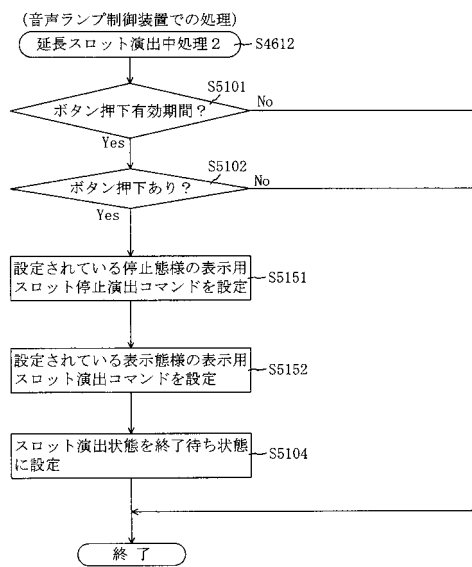 (音声ランプ制御装置での処理)
延長スロット演出中処理2
S4612
S5101
ボタン押下有効期間?
No
Yes
S5102
ボタン押下あり?
No
Yes
設定されている停止態様の表示用
スロット停止演出コマンドを設定
S5151
設定されている表示態様の表示用
スロット演出コマンドを設定
S5152
スロット演出状態を終了待ち状態
に設定
S5104
終了